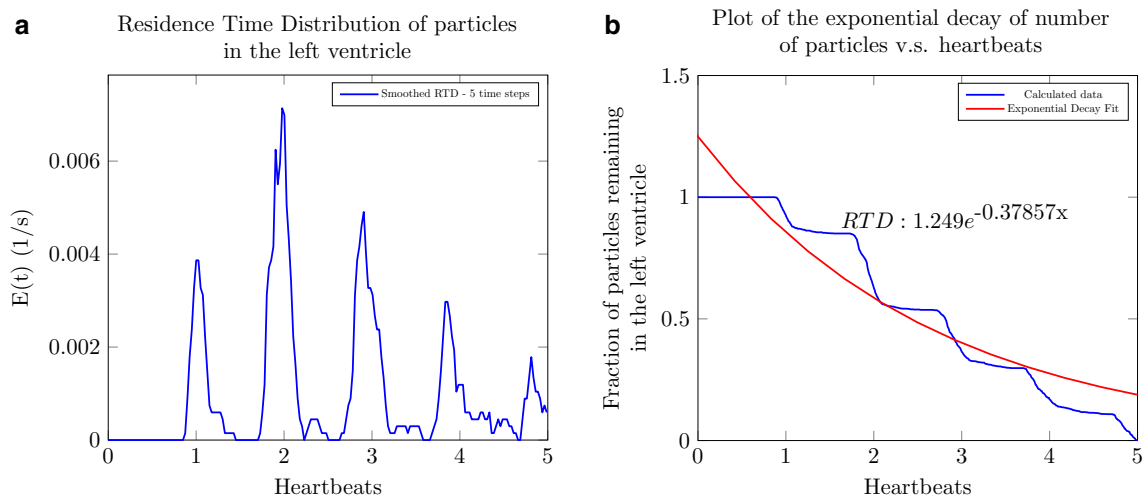 a
Residence Time Distribution of particles
in the left ventricle
Smoothed RTD - 5 time steps
E(t) (1/s)
0.006
0.004
0.002
0
0 1 2 3 4 5
Heartbeats
b
Plot of the exponential decay of number
of particles v.s. heartbeats
Calculated data
Exponential Decay Fit
RTD : 1.249e-0.37857x
Fraction of particles remaining
in the left ventricle
1.5
1
0.5
0
0 1 2 3 4 5
Heartbeats